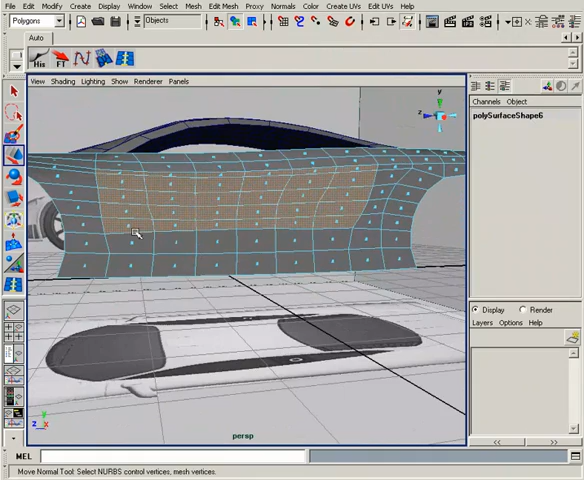 File Edit Modify Create Display Window Select Mesh Edit Mesh Proxy Normals Color Create UVs Edit UVs Help
Polygons Objects
Auto
His FT
View Shading Lighting Show Renderer Panels
Channels Object
polySurfaceShape6
y
z
Display Render
Layers Options Help
y
z x
persp
<< >>
MEL
Move Normal Tool: Select NURBS control vertices, mesh vertices.